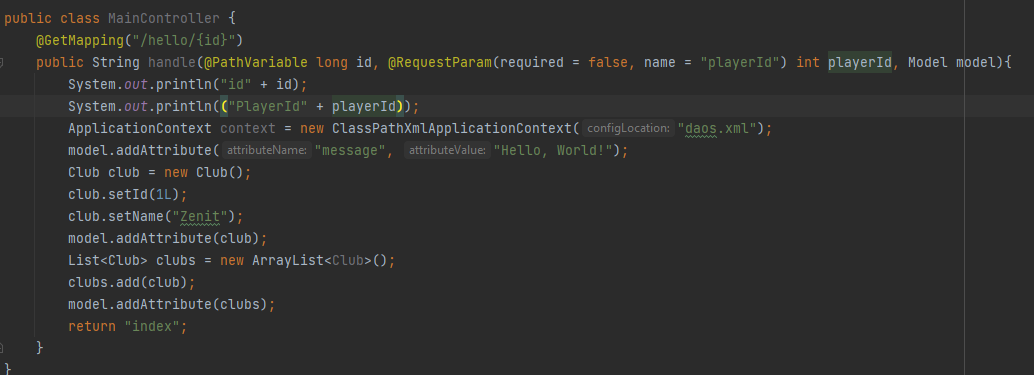 public class MainController {
@GetMapping("/hello/{id}")
public String handle(@PathVariable long id, @RequestParam(required = false, name = "playerId") int playerId, Model model){
System.out.println("id" + id);
System.out.println(("PlayerId" + playerId));
ApplicationContext context = new ClassPathXmlApplicationContext( configLocation: "daos.xml");
model.addAttribute( attributeName: "message", attributeValue: "Hello, World!");
Club club = new Club();
club.setId(1L);
club.setName("Zenit");
model.addAttribute(club);
List<Club> clubs = new ArrayList<Club>();
clubs.add(club);
model.addAttribute(clubs);
return "index";
}
}